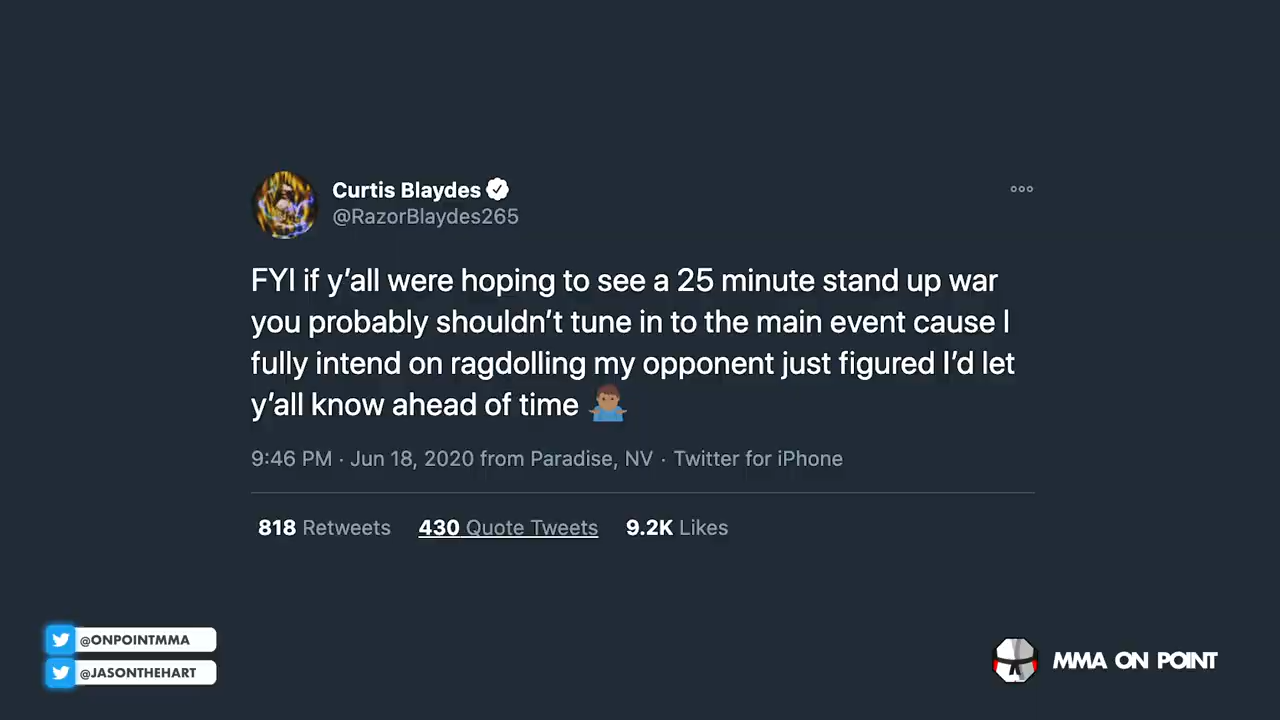 Curtis Blaydes
@RazorBlaydes265
FYI if y’all were hoping to see a 25 minute stand up war
you probably shouldn’t tune in to the main event cause I
fully intend on ragdolling my opponent just figured I’d let
y’all know ahead of time 🤷🏽‍♂️
9:46 PM · Jun 18, 2020 from Paradise, NV · Twitter for iPhone
818 Retweets 430 Quote Tweets 9.2K Likes
@ONPOINTMMA
@JASONTHEHART
MMA ON POINT